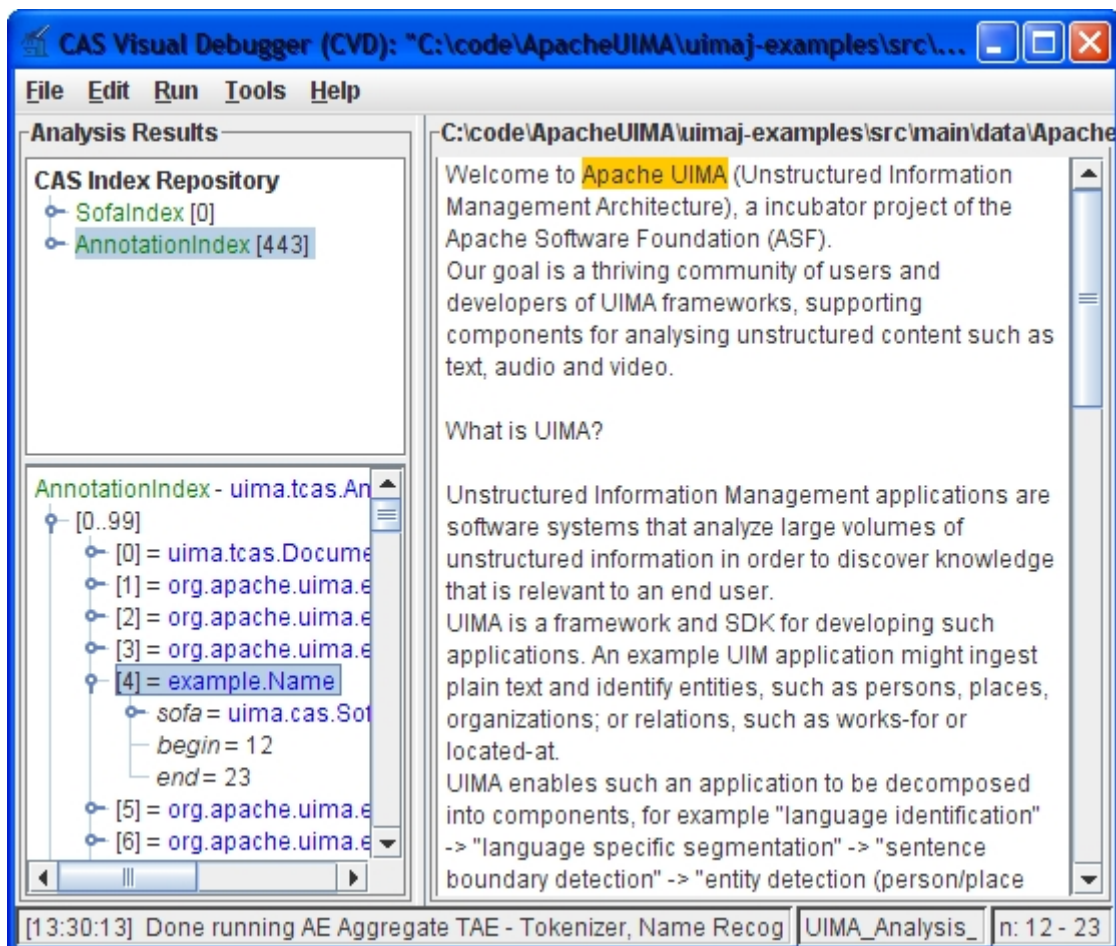 CAS Visual Debugger (CVD): "C:\code\ApacheUIMA\uimaj-examples\src\...
File Edit Run Tools Help
Analysis Results
CAS Index Repository
SofaIndex [0]
AnnotationIndex [443]
AnnotationIndex - uima.tcas.An
[0..99]
[0] = uima.tcas.Docume
[1] = org.apache.uima.e
[2] = org.apache.uima.e
[3] = org.apache.uima.e
[4] = example.Name
sofa = uima.cas.Sof
begin = 12
end = 23
[5] = org.apache.uima.e
[6] = org.apache.uima.e
C:\code\ApacheUIMA\uimaj-examples\src\main\data\Apache
Welcome to Apache UIMA (Unstructured Information
Management Architecture), a incubator project of the
Apache Software Foundation (ASF).
Our goal is a thriving community of users and
developers of UIMA frameworks, supporting
components for analysing unstructured content such as
text, audio and video.
What is UIMA?
Unstructured Information Management applications are
software systems that analyze large volumes of
unstructured information in order to discover knowledge
that is relevant to an end user.
UIMA is a framework and SDK for developing such
applications. An example UIM application might ingest
plain text and identify entities, such as persons, places,
organizations; or relations, such as works-for or
located-at.
UIMA enables such an application to be decomposed
into components, for example "language identification"
-> "language specific segmentation" -> "sentence
boundary detection" -> "entity detection (person/place
[13:30:13] Done running AE Aggregate TAE - Tokenizer, Name Recog
UIMA_Analysis_
n: 12 - 23